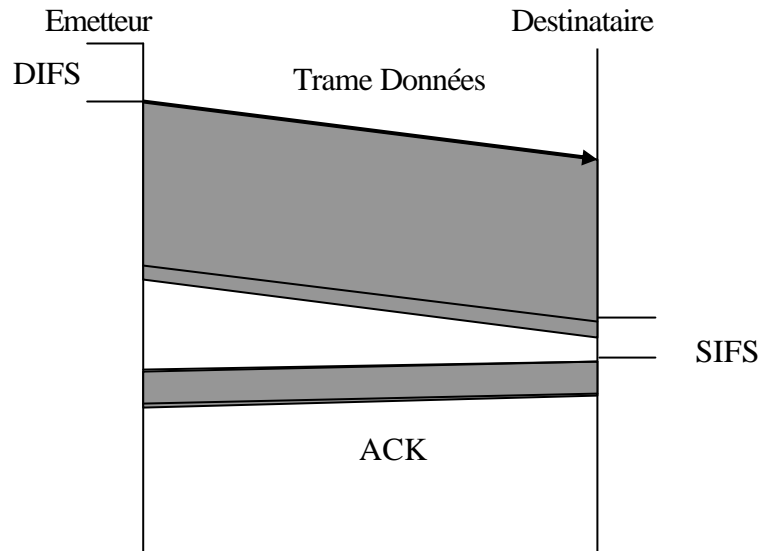 Emetteur
Destinataire
DIFS
Trame Données
SIFS
ACK